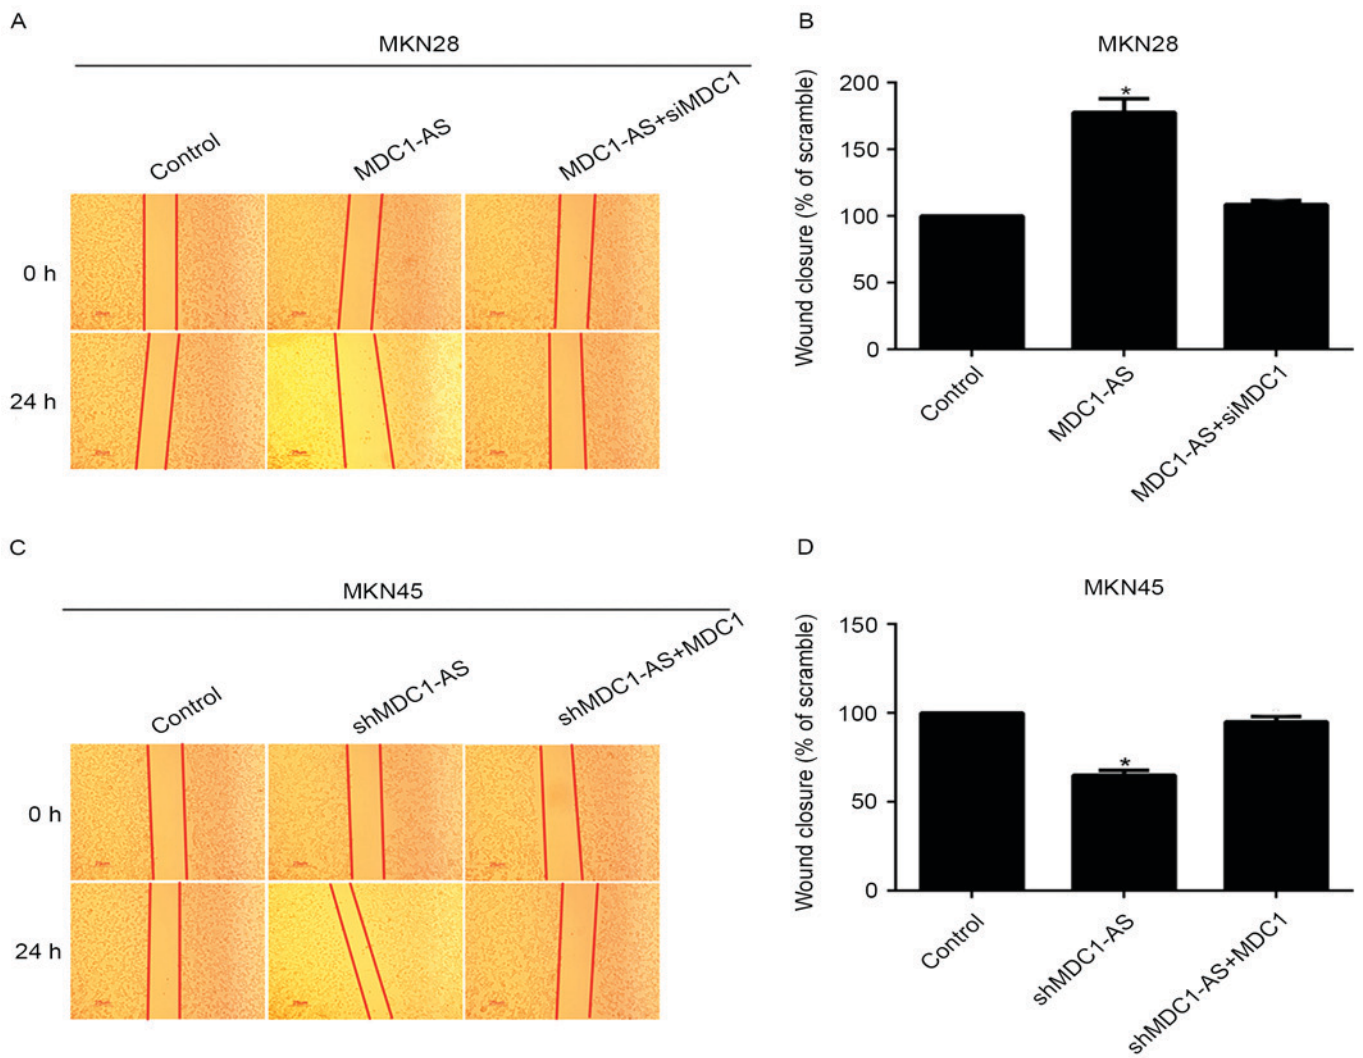 A
MKN28
Control
MDC1-AS
MDC1-AS+siMDC1
0 h
24 h
B
MKN28
Wound closure (% of scramble)
200
150
100
50
0
*
Control
MDC1-AS
MDC1-AS+siMDC1
C
MKN45
Control
shMDC1-AS
shMDC1-AS+MDC1
0 h
24 h
D
MKN45
Wound closure (% of scramble)
150
100
50
0
*
Control
shMDC1-AS
shMDC1-AS+MDC1